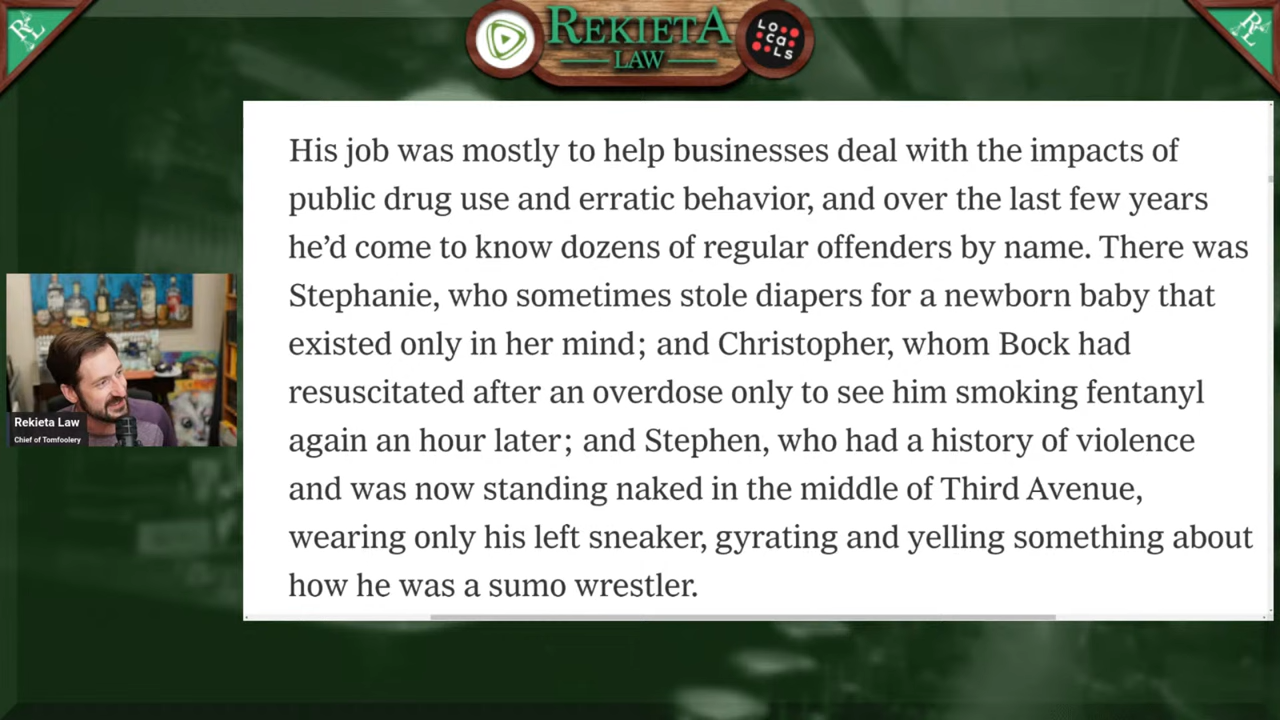 RL
REKIETA
LAW
LocaLs
RL
His job was mostly to help businesses deal with the impacts of
public drug use and erratic behavior, and over the last few years
he’d come to know dozens of regular offenders by name. There was
Stephanie, who sometimes stole diapers for a newborn baby that
existed only in her mind; and Christopher, whom Bock had
resuscitated after an overdose only to see him smoking fentanyl
again an hour later; and Stephen, who had a history of violence
and was now standing naked in the middle of Third Avenue,
wearing only his left sneaker, gyrating and yelling something about
how he was a sumo wrestler.
Rekieta Law
Chief of Tomfoolery